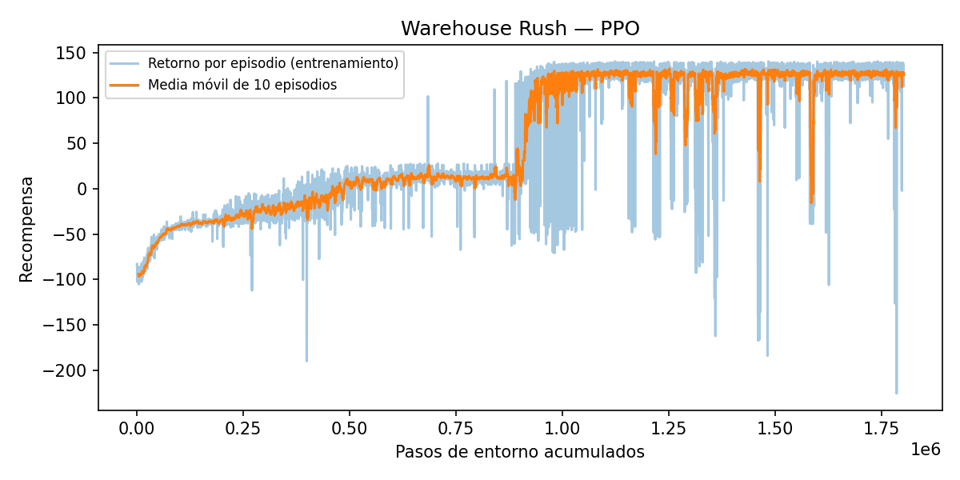 Warehouse Rush — PPO
Retorno por episodio (entrenamiento)
Media móvil de 10 episodios
Recompensa
150
100
50
0
−50
−100
−150
−200
0.00 0.25 0.50 0.75 1.00 1.25 1.50 1.75
1e6
Pasos de entorno acumulados